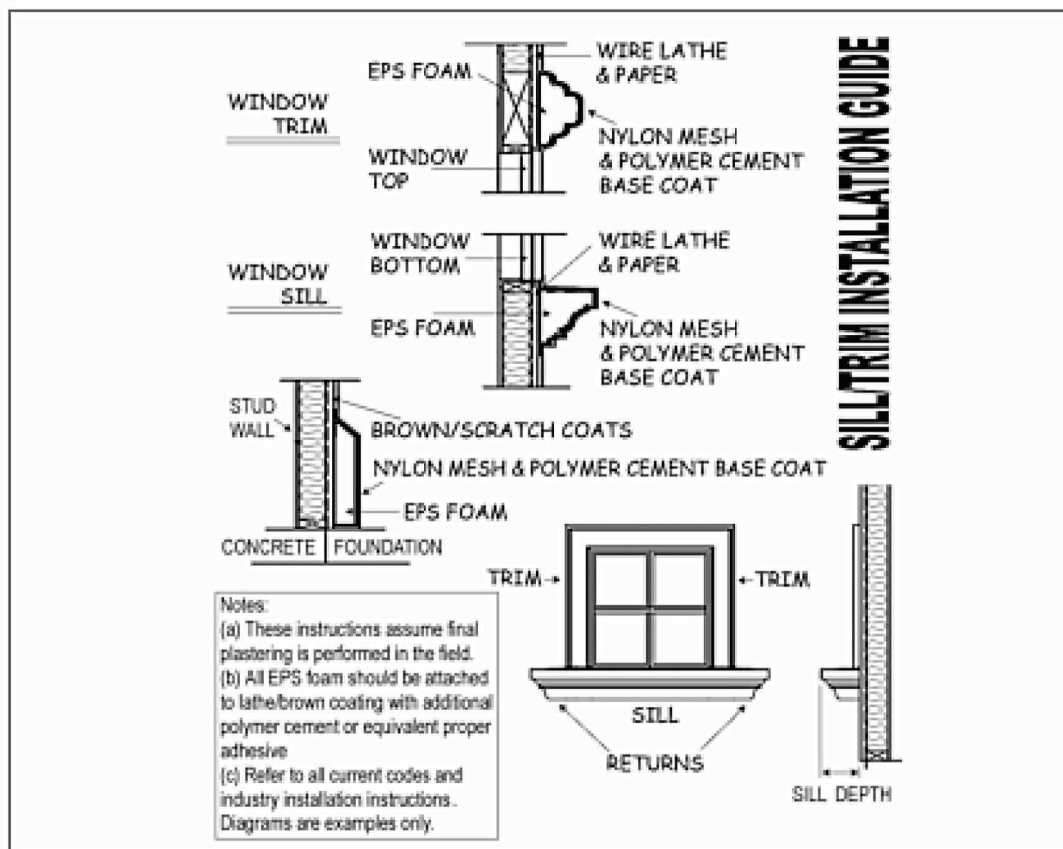 SILL/TRIM INSTALLATION GUIDE
WINDOW
TRIM
EPS FOAM
WIRE LATHE
& PAPER
NYLON MESH
& POLYMER CEMENT
BASE COAT
WINDOW
TOP
WINDOW
SILL
WINDOW
BOTTOM
WIRE LATHE
& PAPER
EPS FOAM
NYLON MESH
& POLYMER CEMENT
BASE COAT
STUD
WALL
BROWN/SCRATCH COATS
NYLON MESH & POLYMER CEMENT BASE COAT
EPS FOAM
CONCRETE FOUNDATION
TRIM
TRIM
SILL
RETURNS
SILL DEPTH
Notes:
(a) These instructions assume final
plastering is performed in the field.
(b) All EPS foam should be attached
to lathe/brown coating with additional
polymer cement or equivalent proper
adhesive
(c) Refer to all current codes and
industry installation instructions.
Diagrams are examples only.